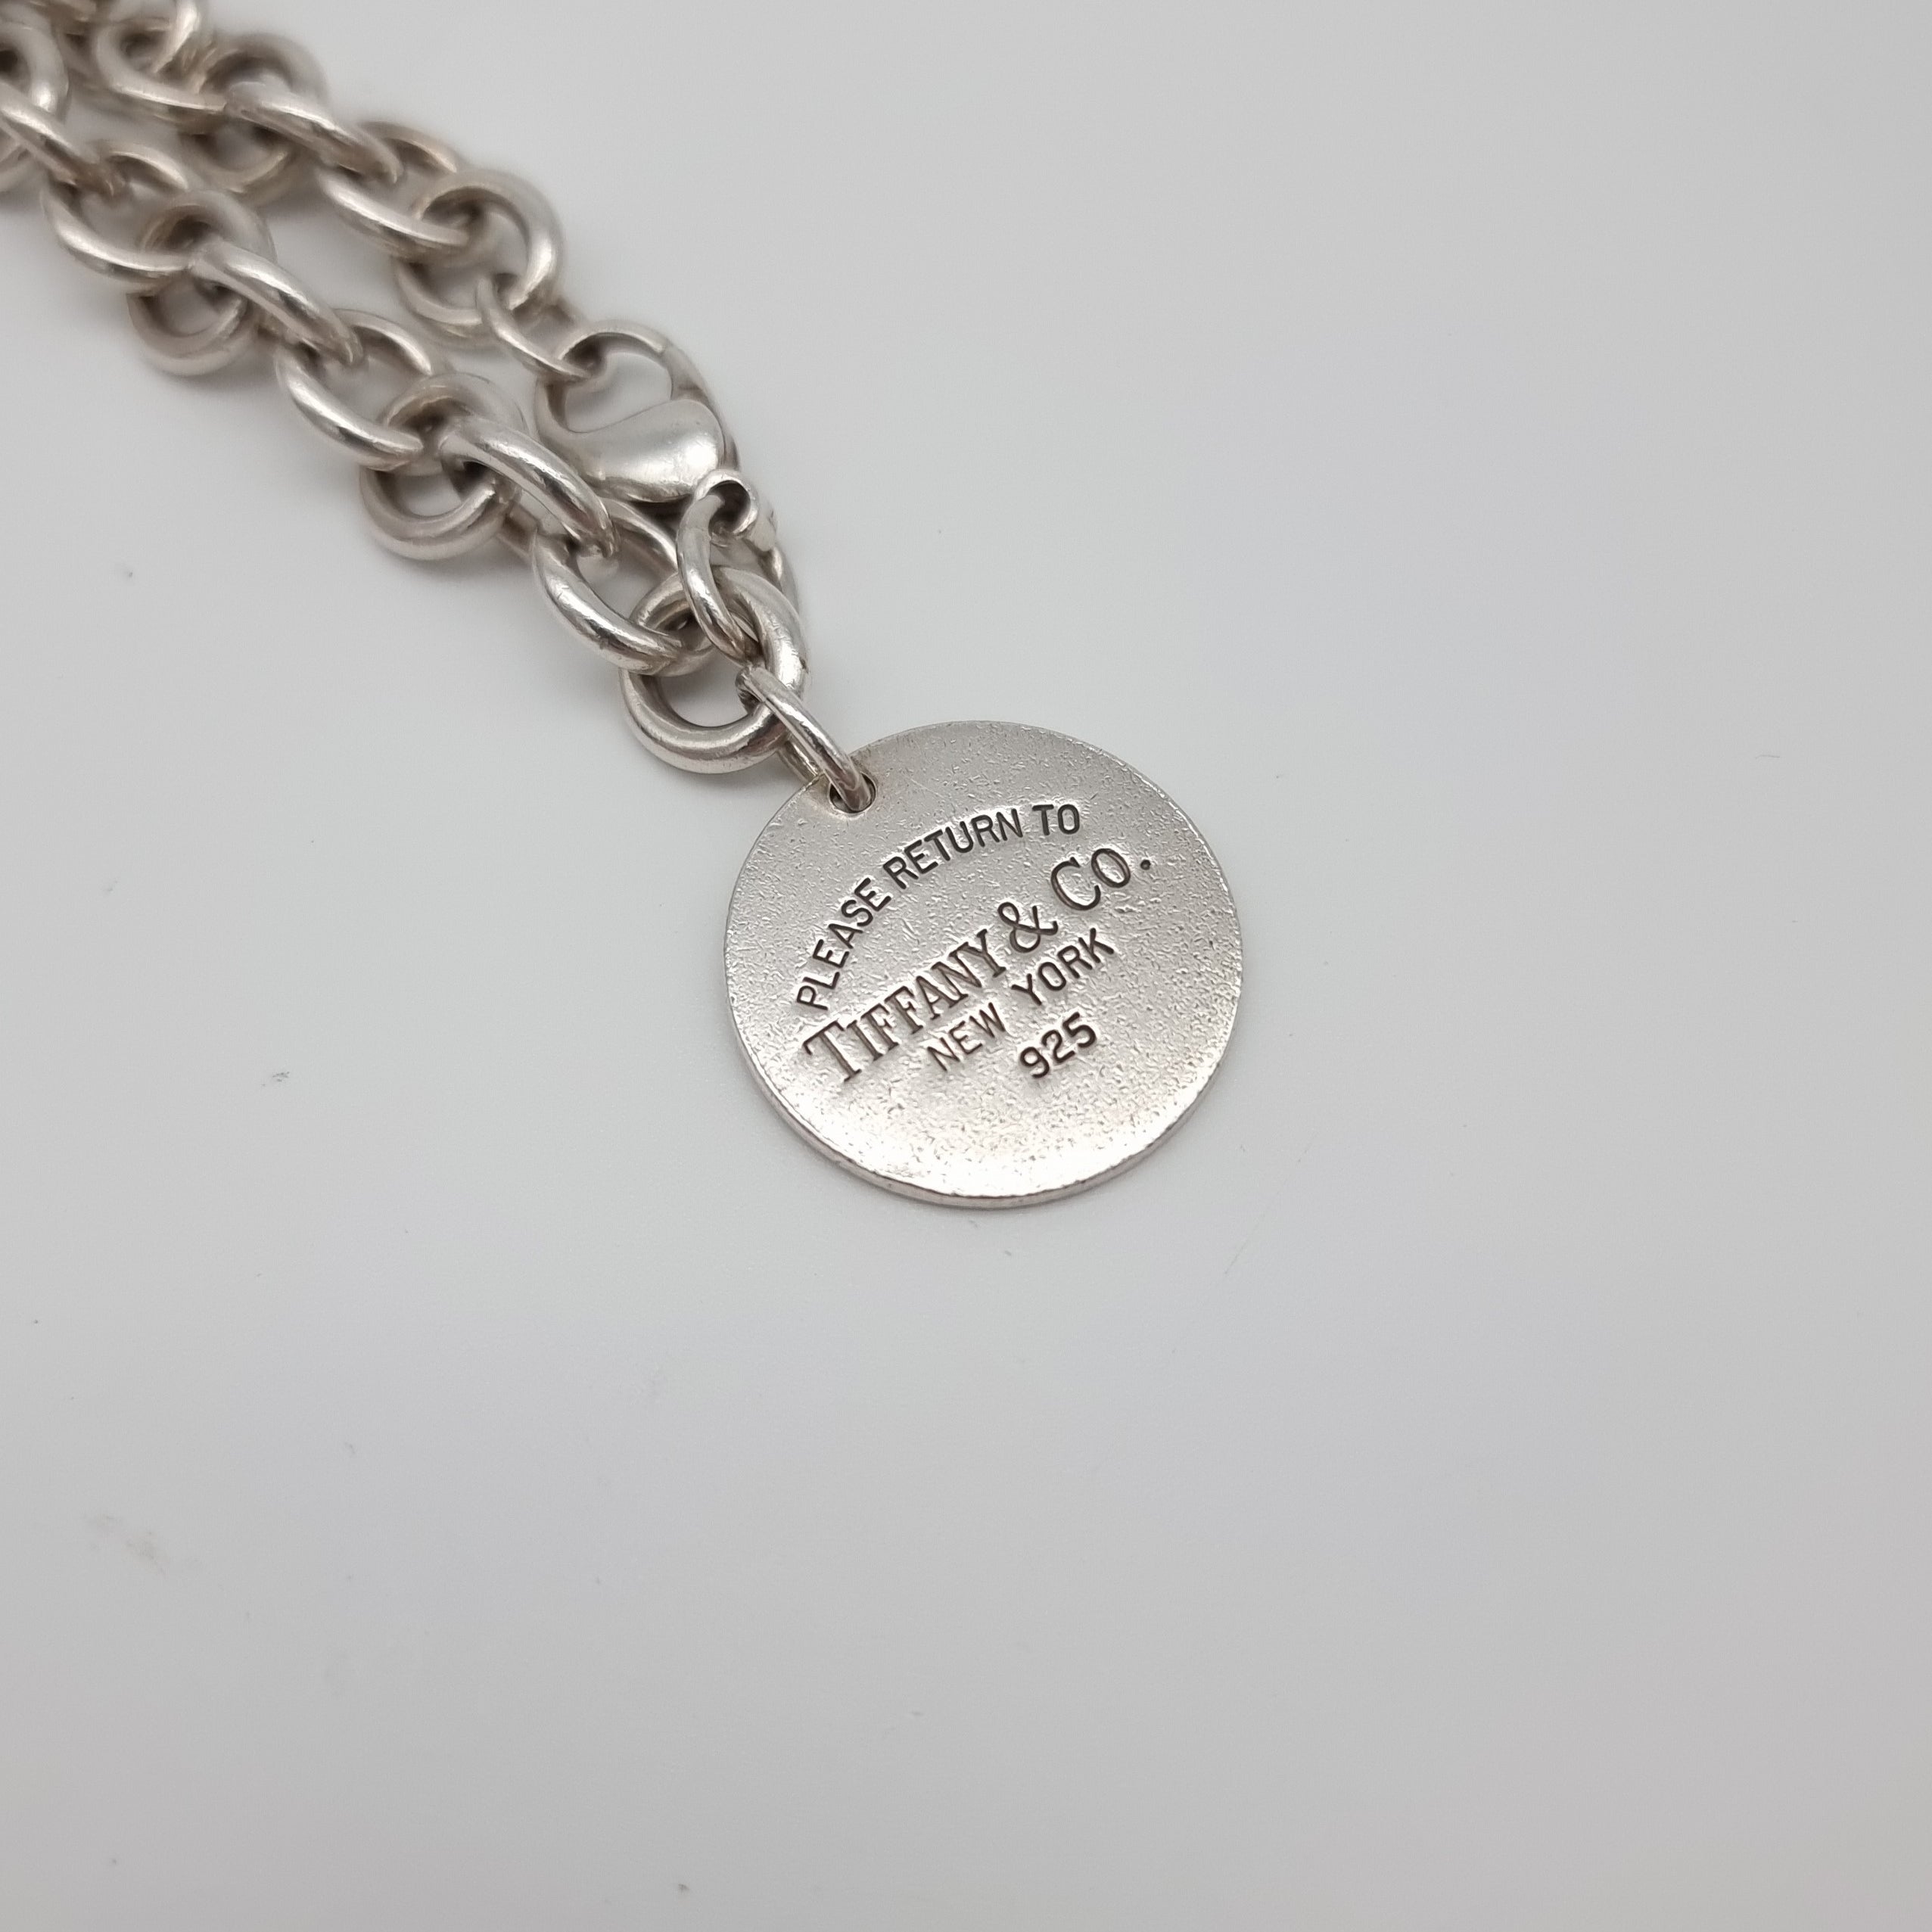 PLEASE RETURN TO
TIFFANY & CO.
NEW YORK
925